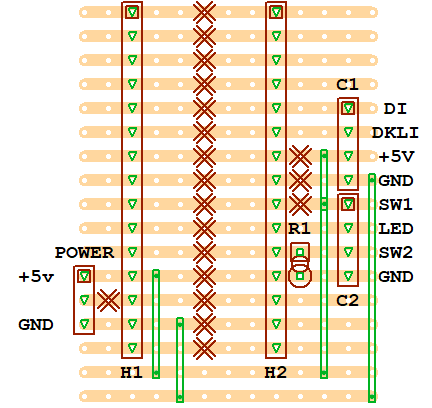 C1
DI
DKLI
+5V
GND
SW1
R1 LED
POWER SW2
+5v GND
C2
GND
H1 H2